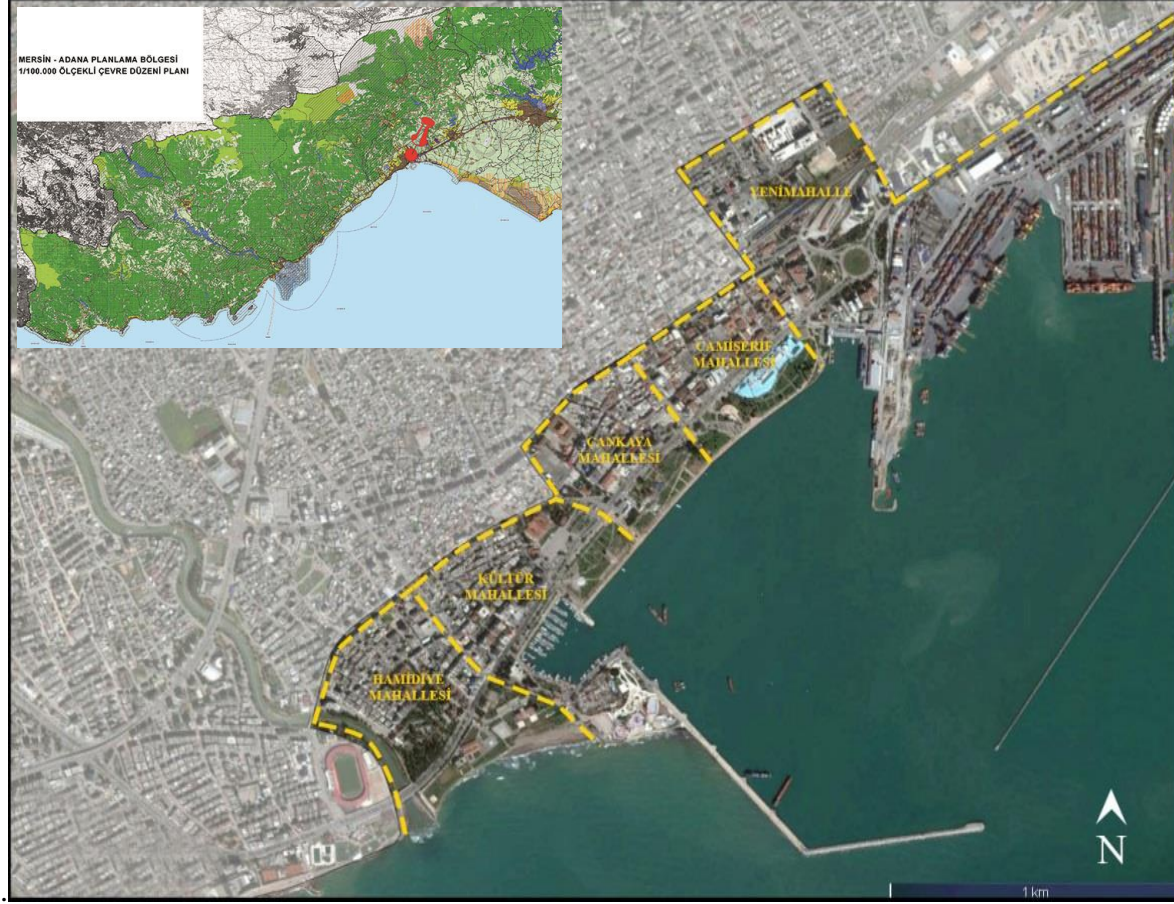 MERSİN - ADANA PLANLAMA BÖLGESİ
1/100.000 ÖLÇEKLİ ÇEVRE DÜZENİ PLANI
YENİMAHALLE
CAMİŞERİF
MAHALLESİ
ÇANKAYA
MAHALLESİ
KÜLTÜR
MAHALLESİ
HAMİDİYE
MAHALLESİ
N
1 km